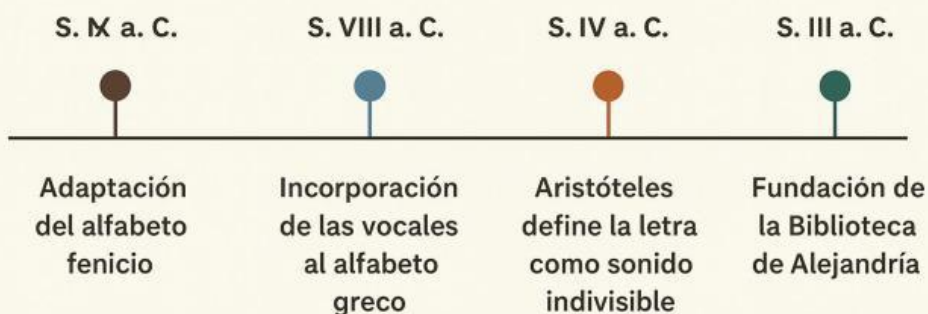 S. IX a. C.
S. VIII a. C.
S. IV a. C.
S. III a. C.
Adaptación
del alfabeto
fenicio
Incorporación
de las vocales
al alfabeto
greco
Aristóteles
define la letra
como sonido
indivisible
Fundación de
la Biblioteca
de Alejandría